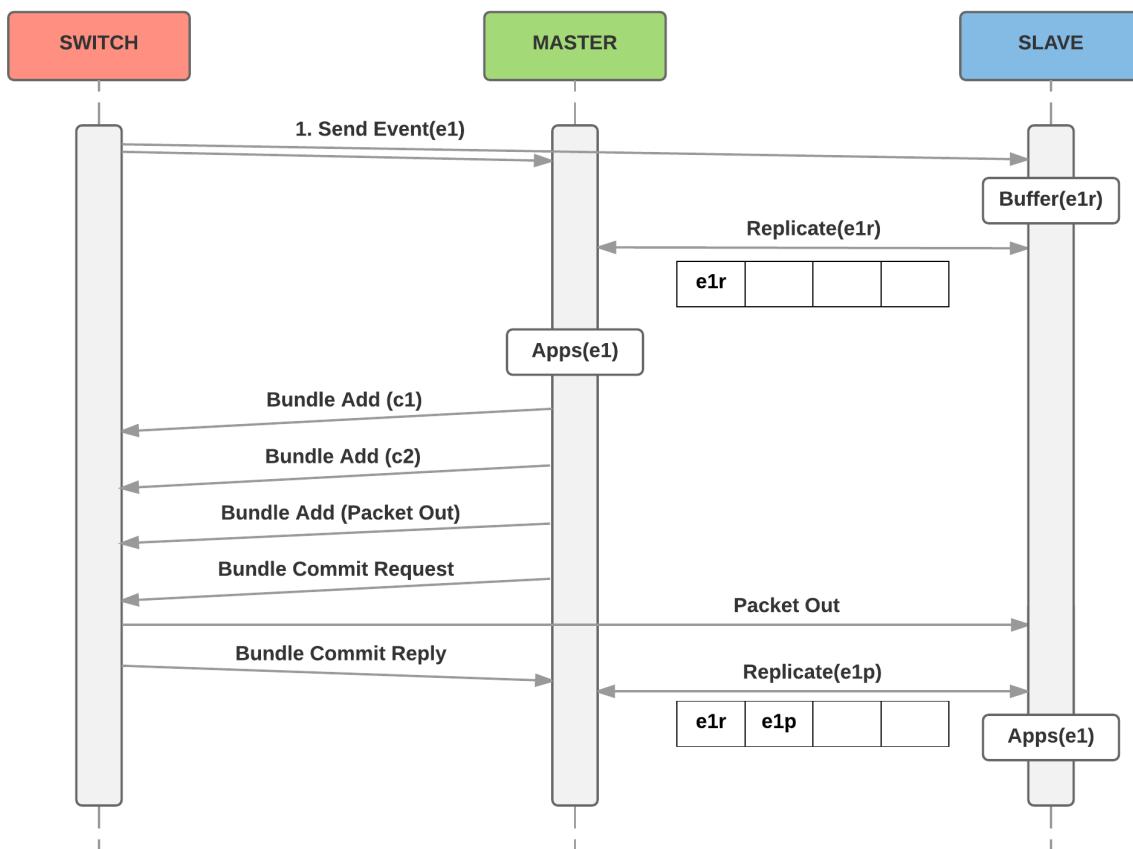 SWITCH
MASTER
SLAVE
1. Send Event(e1)
Buffer(e1r)
Replicate(e1r)
e1r
Apps(e1)
Bundle Add (c1)
Bundle Add (c2)
Bundle Add (Packet Out)
Bundle Commit Request
Packet Out
Bundle Commit Reply
Replicate(e1p)
e1r e1p
Apps(e1)